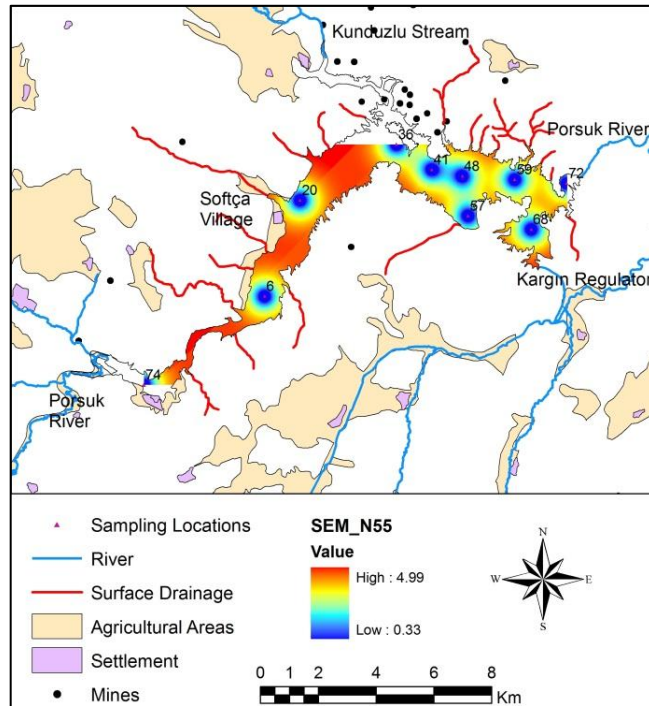 Kunduzlu Stream
Porsuk River
36
41
48
59
72
20
Softça
Village
57
68
Kargın Regulator
6
74
Porsuk
River
Sampling Locations
River
Surface Drainage
Agricultural Areas
Settlement
Mines
SEM_N55
Value
High : 4.99
Low : 0.33
N
W
E
S
0 1 2 4 6 8
Km